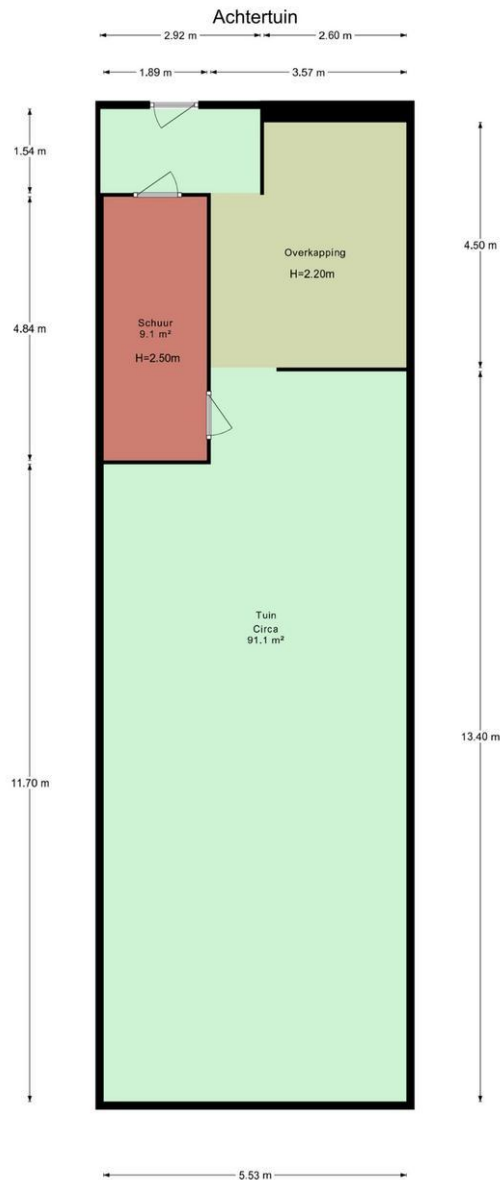 Achtertuin
2.92 m
2.60 m
1.89 m
3.57 m
1.54 m
4.50 m
Overkapping
H=2.20m
4.84 m
Schuur
9.1 m²
H=2.50m
Tuin
Circa
91.1 m²
13.40 m
11.70 m
5.53 m